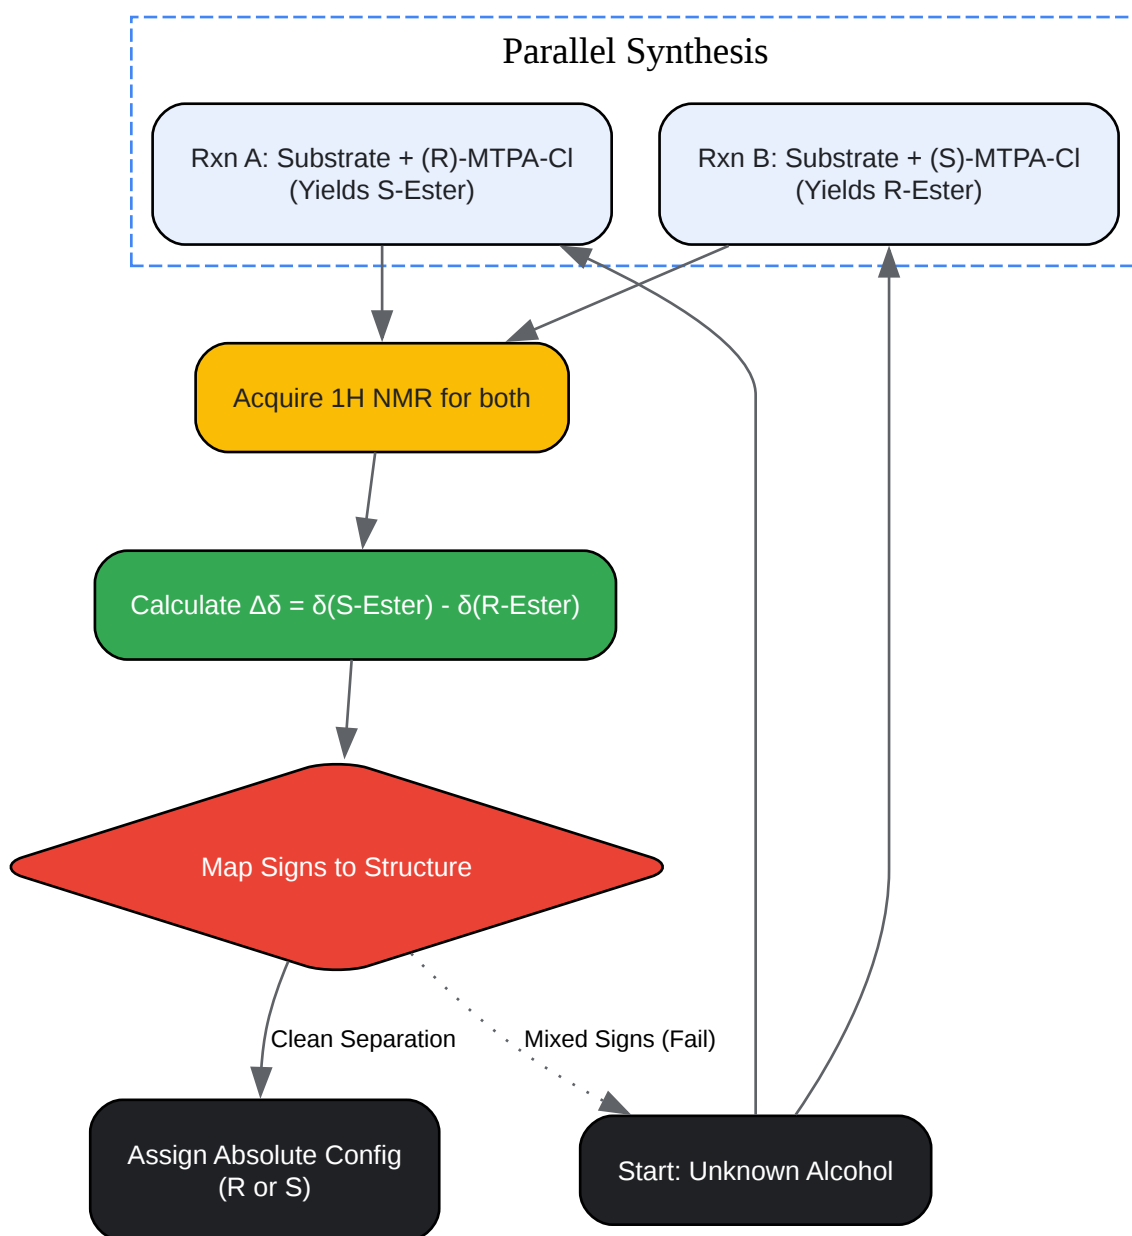 Parallel Synthesis
Rxn A: Substrate + (R)-MTPA-Cl
(Yields S-Ester)
Rxn B: Substrate + (S)-MTPA-Cl
(Yields R-Ester)
Acquire 1H NMR for both
Calculate Δδ = δ(S-Ester) - δ(R-Ester)
Map Signs to Structure
Clean Separation
Mixed Signs (Fail)
Assign Absolute Config
(R or S)
Start: Unknown Alcohol